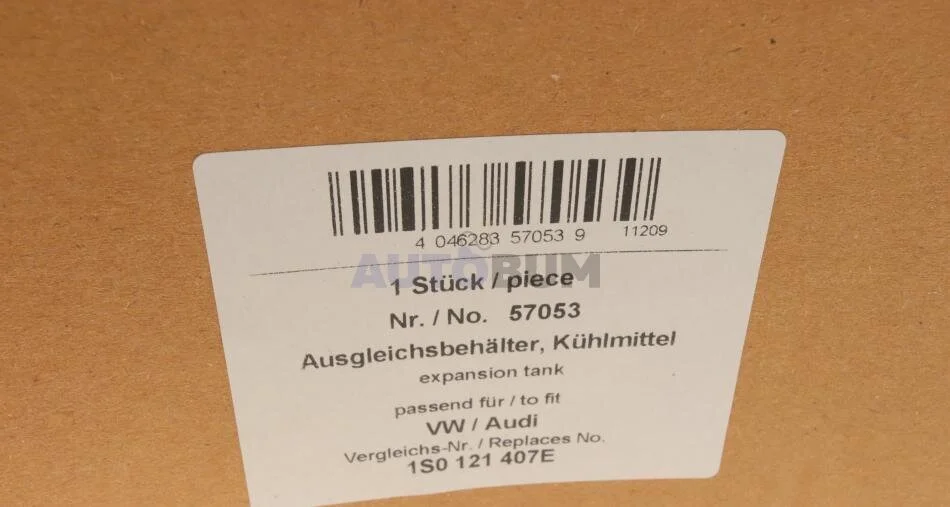 4 046283 57053 9 11209
AUTOBUM
1 Stück / piece
Nr. / No. 57053
Ausgleichsbehälter, Kühlmittel
expansion tank
passend für / to fit
VW / Audi
Vergleichs-Nr. / Replaces No.
1S0 121 407E